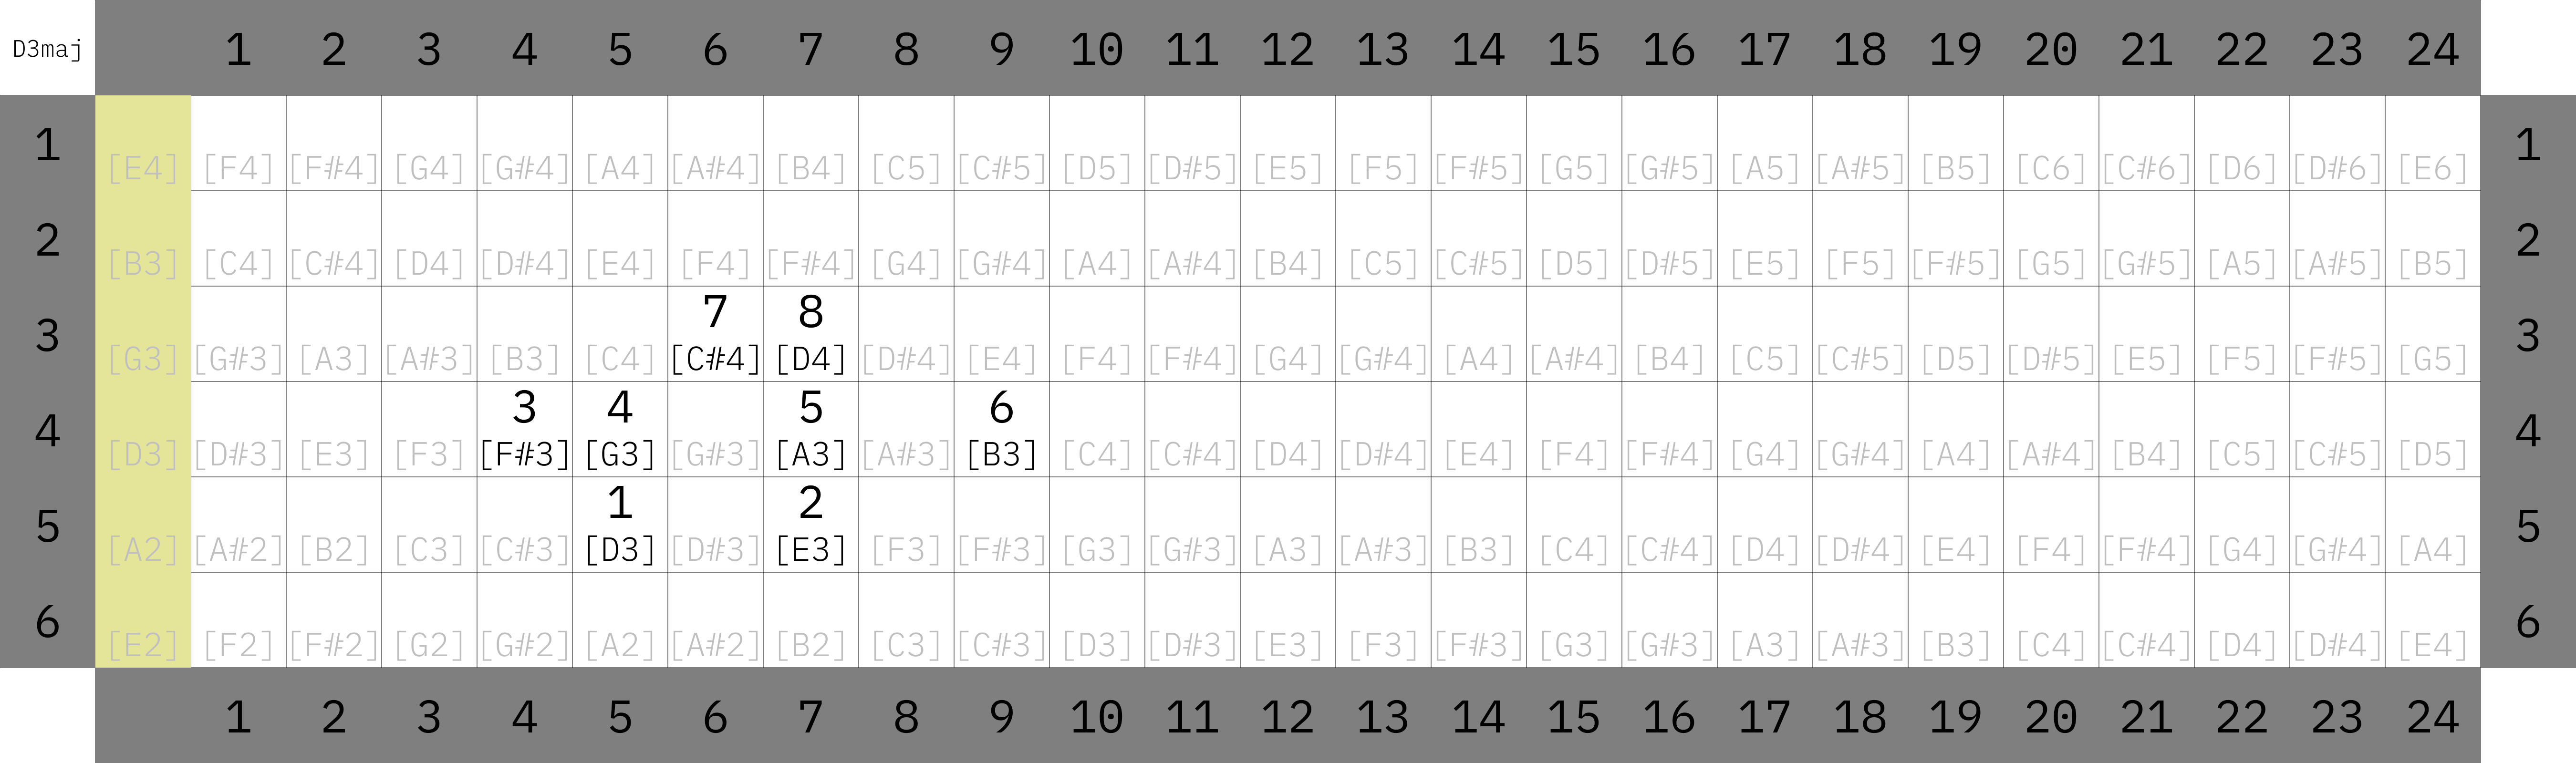 D3maj 1 2 3 4 5 6 7 8 9 10 11 12 13 14 15 16 17 18 19 20 21 22 23 24
1 [E4] [F4] [F#4] [G4] [G#4] [A4] [A#4] [B4] [C5] [C#5] [D5] [D#5] [E5] [F5] [F#5] [G5] [G#5] [A5] [A#5] [B5] [C6] [C#6] [D6] [D#6] [E6] 1
2 [B3] [C4] [C#4] [D4] [D#4] [E4] [F4] [F#4] [G4] [G#4] [A4] [A#4] [B4] [C5] [C#5] [D5] [D#5] [E5] [F5] [F#5] [G5] [G#5] [A5] [A#5] [B5] 2
7 8
3 [G3] [G#3] [A3] [A#3] [B3] [C4] [C#4] [D4] [D#4] [E4] [F4] [F#4] [G4] [G#4] [A4] [A#4] [B4] [C5] [C#5] [D5] [D#5] [E5] [F5] [F#5] [G5] 3
3 4 5 6
4 [D3] [D#3] [E3] [F3] [F#3] [G3] [G#3] [A3] [A#3] [B3] [C4] [C#4] [D4] [D#4] [E4] [F4] [F#4] [G4] [G#4] [A4] [A#4] [B4] [C5] [C#5] [D5] 4
1 2
5 [A2] [A#2] [B2] [C3] [C#3] [D3] [D#3] [E3] [F3] [F#3] [G3] [G#3] [A3] [A#3] [B3] [C4] [C#4] [D4] [D#4] [E4] [F4] [F#4] [G4] [G#4] [A4] 5
6 [E2] [F2] [F#2] [G2] [G#2] [A2] [A#2] [B2] [C3] [C#3] [D3] [D#3] [E3] [F3] [F#3] [G3] [G#3] [A3] [A#3] [B3] [C4] [C#4] [D4] [D#4] [E4] 6
1 2 3 4 5 6 7 8 9 10 11 12 13 14 15 16 17 18 19 20 21 22 23 24